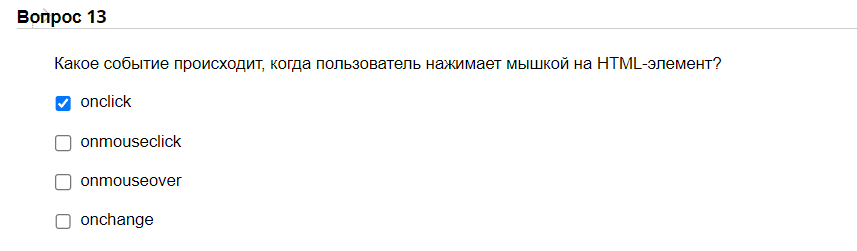 Вопрос 13
Какое событие происходит, когда пользователь нажимает мышкой на HTML-элемент?
onclick
onmouseclick
onmouseover
onchange